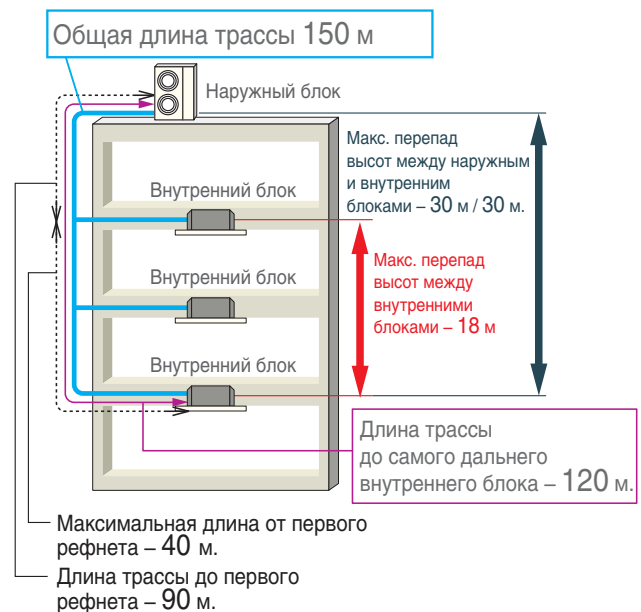 Общая длина трассы 150 м
Наружный блок
Макс. перепад
высот между наружным
и внутренним
блоками – 30 м / 30 м.
Внутренний блок
Макс. перепад
высот между
внутренними
блоками – 18 м
Внутренний блок
Внутренний блок
Длина трассы
до самого дальнего
внутреннего блока – 120 м.
Максимальная длина от первого
рефнета – 40 м.
Длина трассы до первого
рефнета – 90 м.